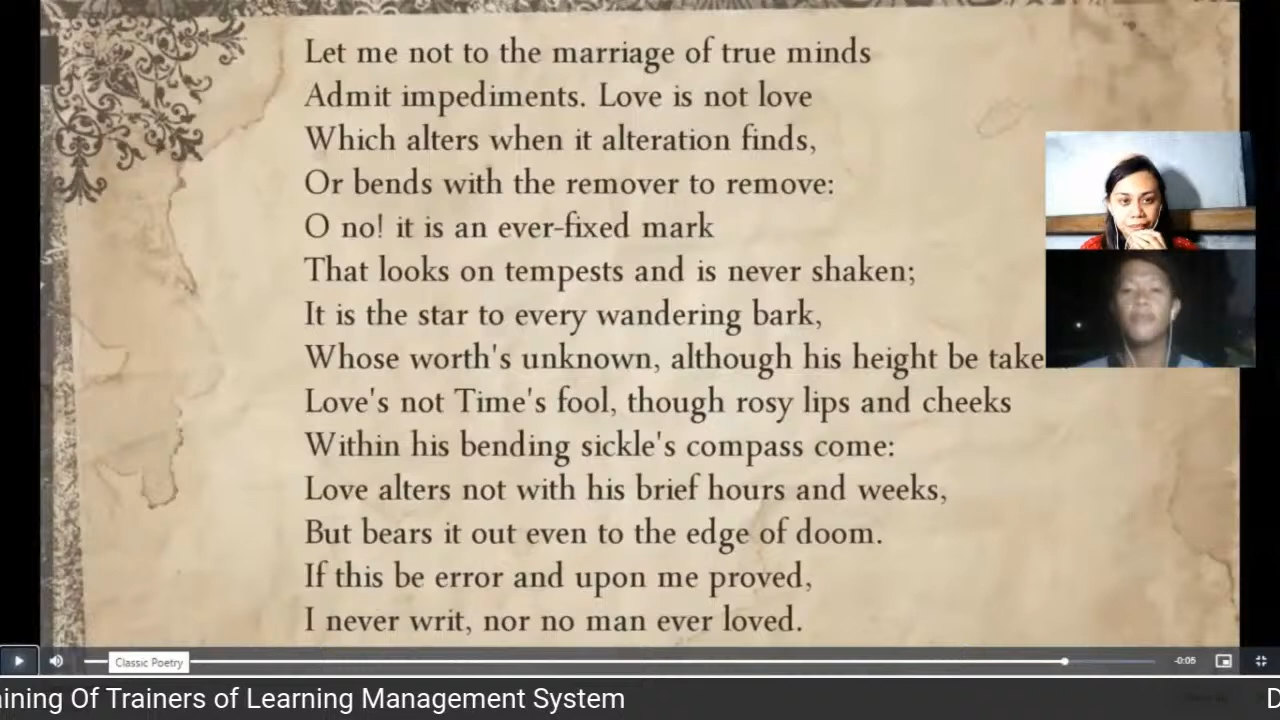 Let me not to the marriage of true minds
Admit impediments. Love is not love
Which alters when it alteration finds,
Or bends with the remover to remove:
O no! it is an ever-fixed mark
That looks on tempests and is never shaken;
It is the star to every wandering bark,
Whose worth's unknown, although his height be take
Love's not Time's fool, though rosy lips and cheeks
Within his bending sickle's compass come:
Love alters not with his brief hours and weeks,
But bears it out even to the edge of doom.
If this be error and upon me proved,
I never writ, nor no man ever loved.
Classic Poetry
-0:05
aining Of Trainers of Learning Management System
D